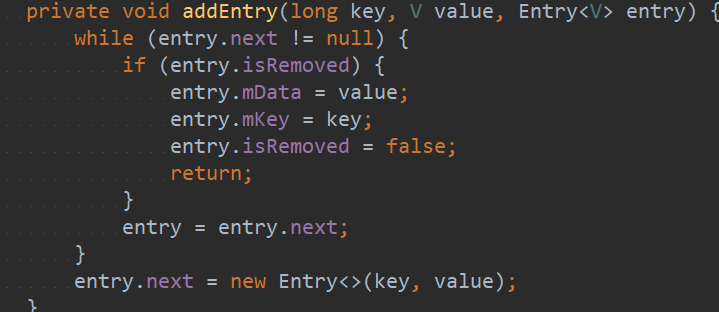 private void addEntry(long key, V value, Entry<V> entry) {
while (entry.next != null) {
if (entry.isRemoved) {
entry.mData = value;
entry.mKey = key;
entry.isRemoved = false;
return;
}
entry = entry.next;
}
entry.next = new Entry<>(key, value);
}